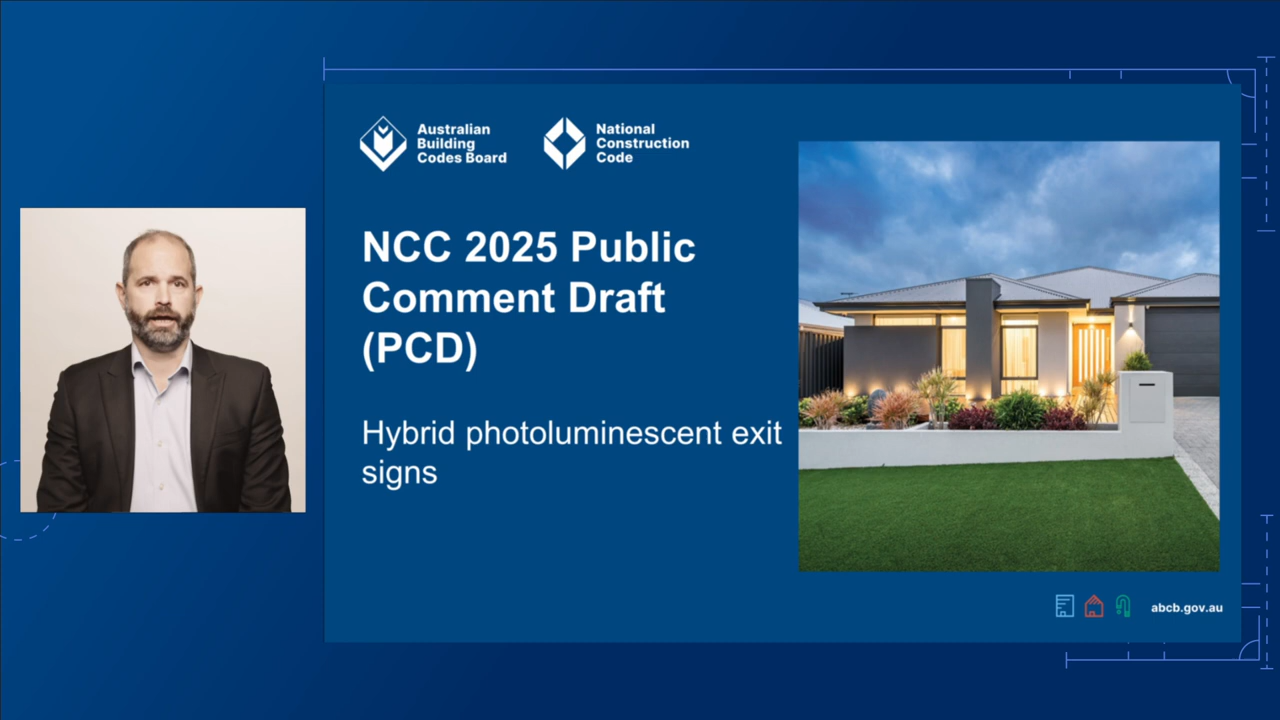 Australian
Building
Codes Board
National
Construction
Code
NCC 2025 Public
Comment Draft
(PCD)
Hybrid photoluminescent exit
signs
abcb.gov.au